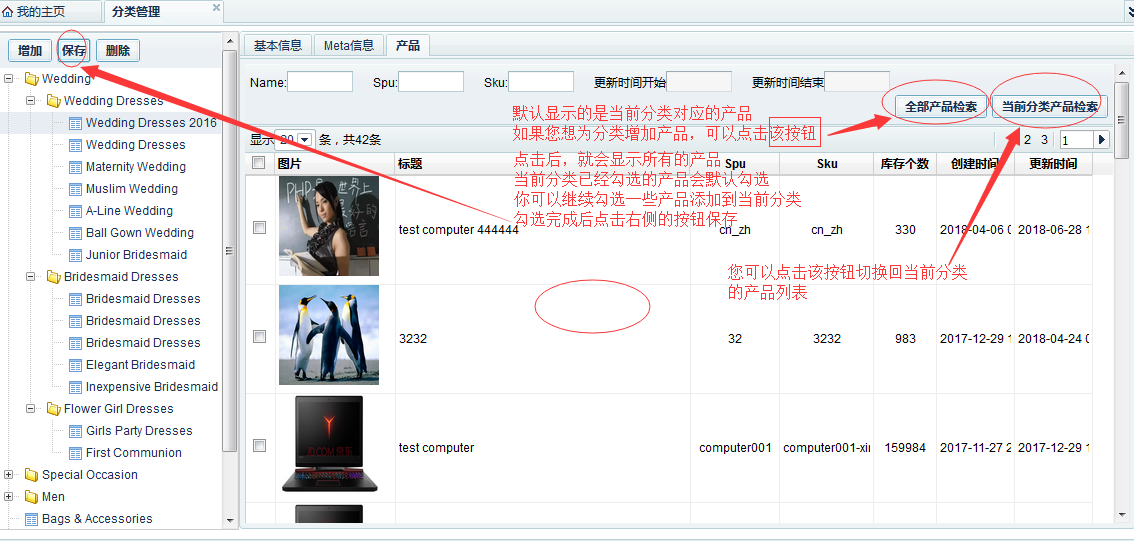 我的主页
分类管理
增加 保存 删除
Wedding
Wedding Dresses
Wedding Dresses 2016
Wedding Dresses
Maternity Wedding
Muslim Wedding
A-Line Wedding
Ball Gown Wedding
Junior Bridesmaid
Bridesmaid Dresses
Bridesmaid Dresses
Bridesmaid Dresses
Bridesmaid Dresses
Elegant Bridesmaid
Inexpensive Bridesmaid
Flower Girl Dresses
Girls Party Dresses
First Communion
Special Occasion
Men
Bags & Accessories
基本信息 Meta信息 产品
Name: Spu: Sku: 更新时间开始 更新时间结束
全部产品检索 当前分类产品检索
默认显示的是当前分类对应的产品
如果您想为分类增加产品，可以点击该按钮
显示 20 条，共42条
2 3 1
点击后，就会显示所有的产品
当前分类已经勾选的产品会默认勾选
你可以继续勾选一些产品添加到当前分类
勾选完成后点击右侧的按钮保存
图片 标题 Spu Sku 库存个数 创建时间 更新时间
test computer 444444 cn_zh cn_zh 330 2018-04-06 0 2018-06-28 1
您可以点击该按钮切换回当前分类
的产品列表
3232 32 3232 983 2017-12-29 1 2018-04-24 0
test computer computer001 computer001-xin 159984 2017-11-27 2 2017-12-29 1